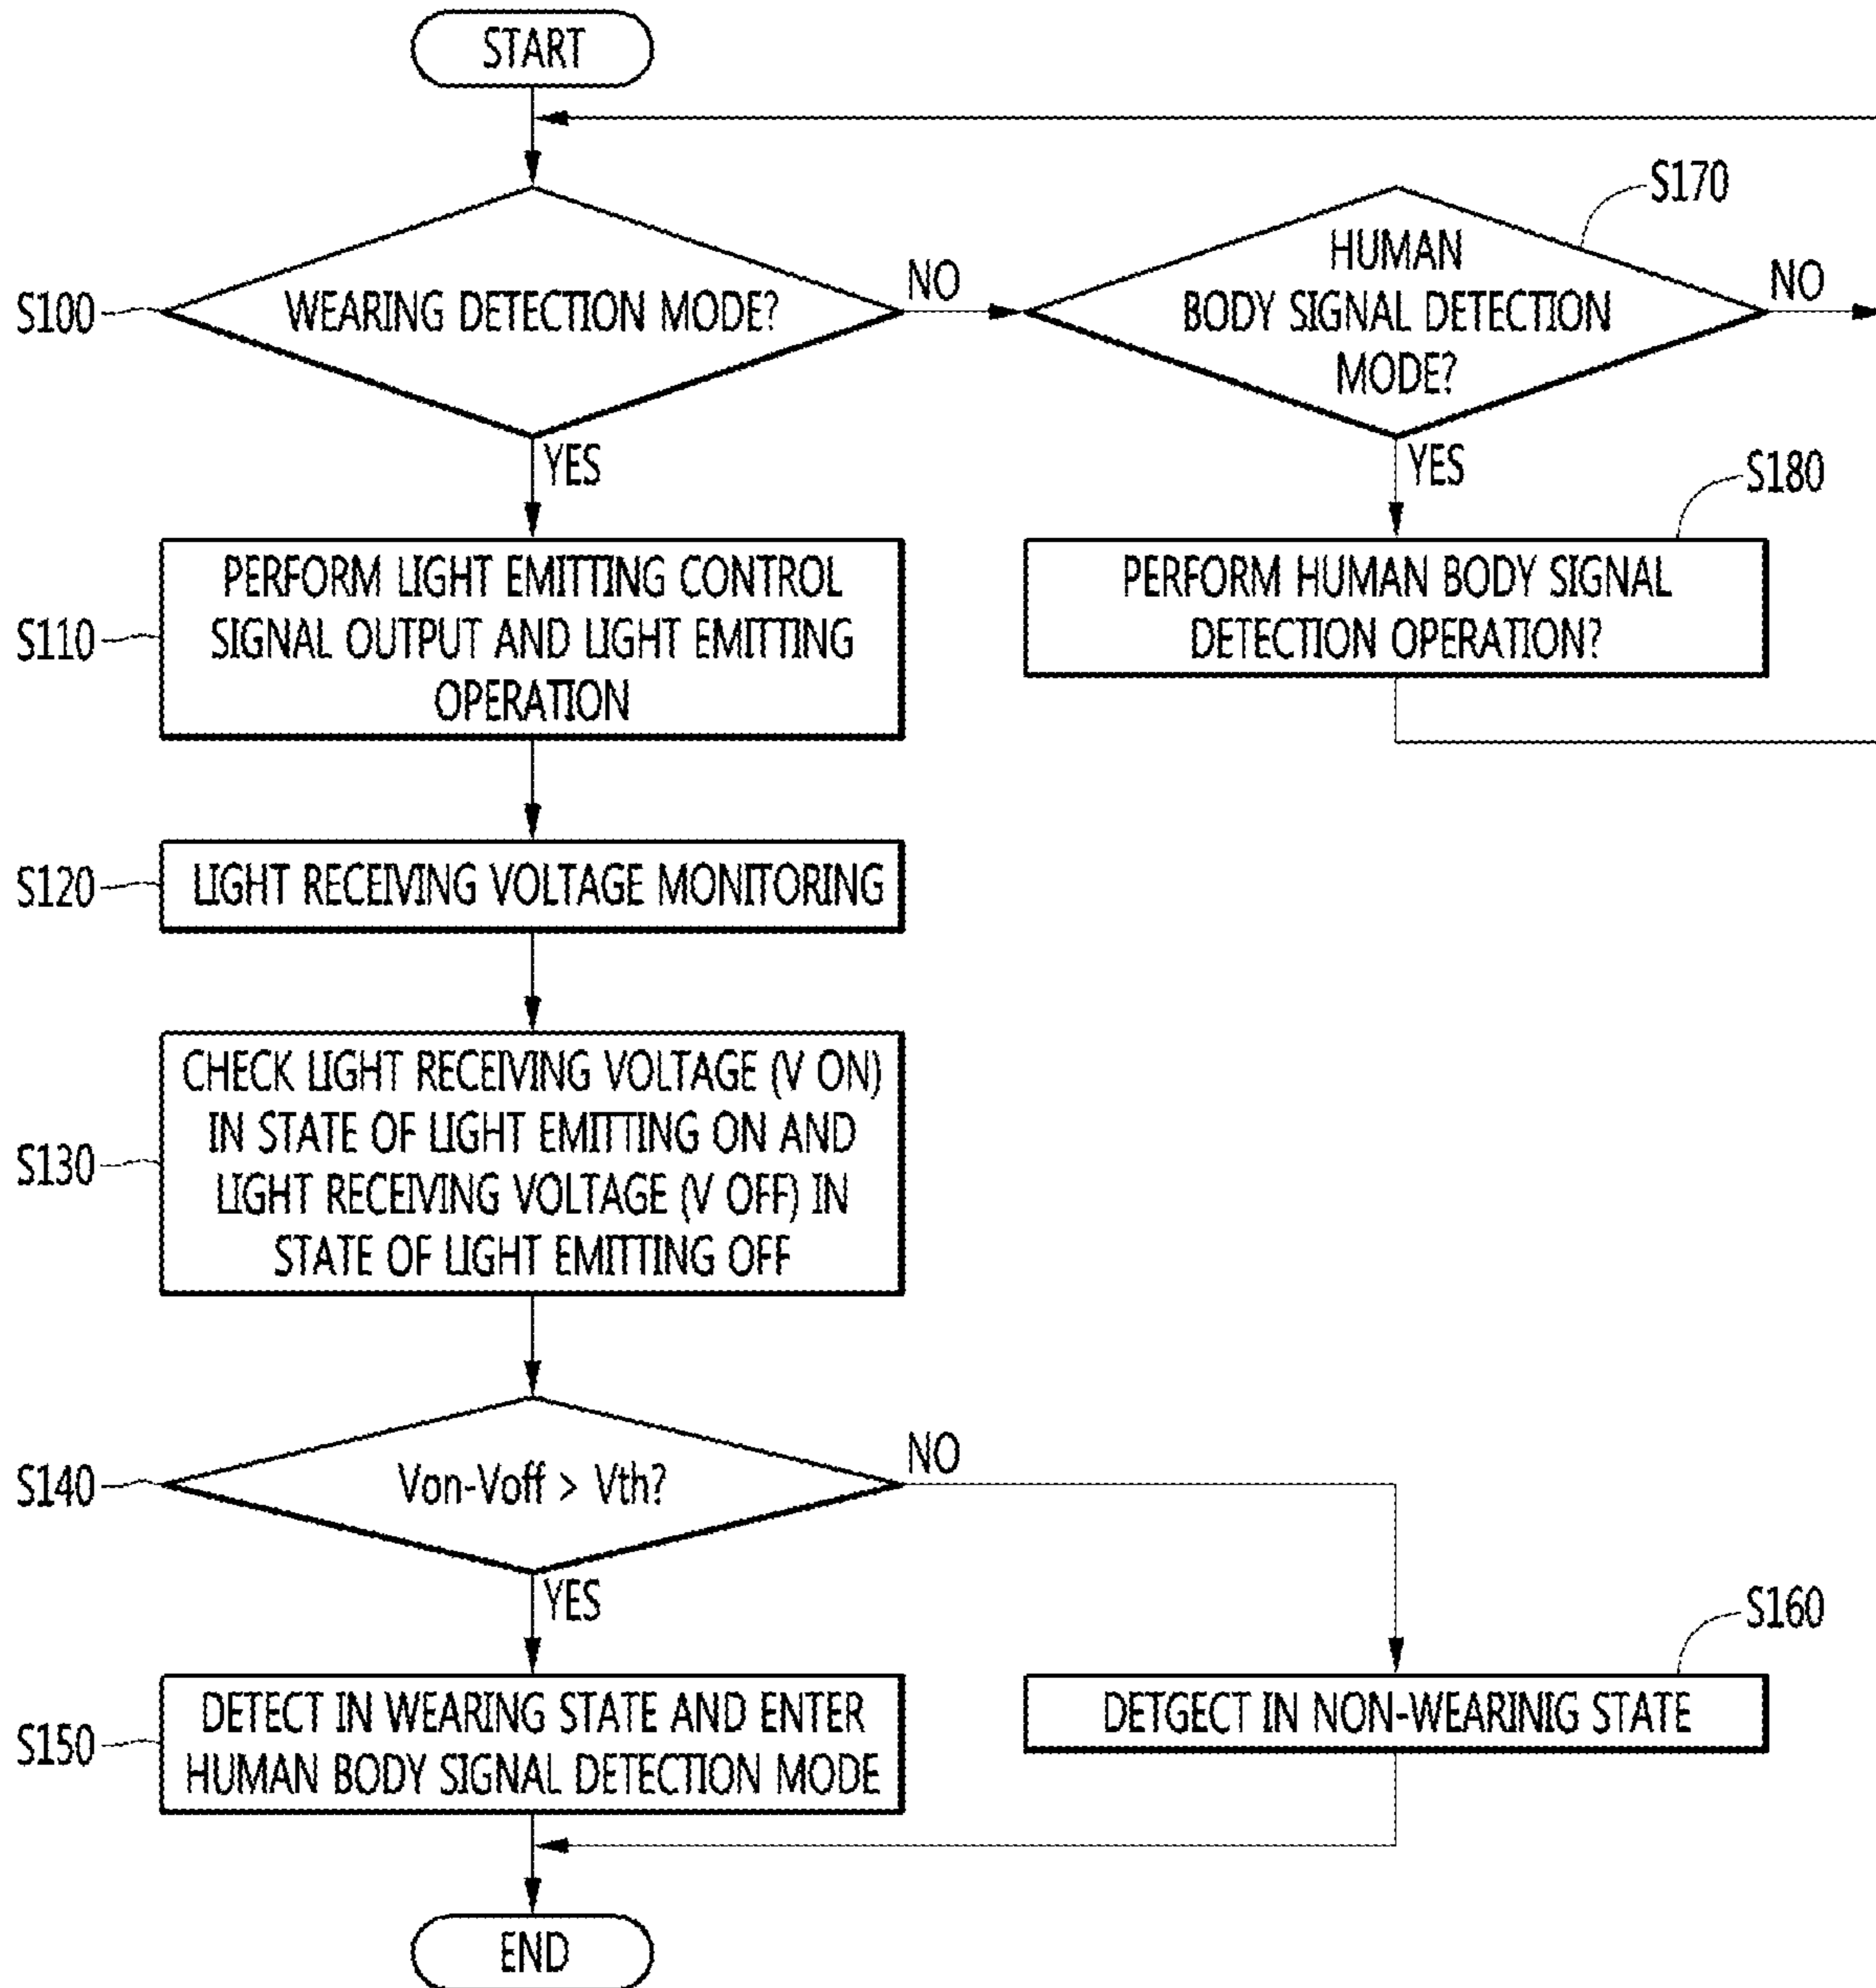 START
S100
WEARING DETECTION MODE?
NO
YES
S170
HUMAN
BODY SIGNAL DETECTION
MODE?
NO
YES
S110
PERFORM LIGHT EMITTING CONTROL
SIGNAL OUTPUT AND LIGHT EMITTING
OPERATION
S180
PERFORM HUMAN BODY SIGNAL
DETECTION OPERATION?
S120
LIGHT RECEIVING VOLTAGE MONITORING
S130
CHECK LIGHT RECEIVING VOLTAGE (V ON)
IN STATE OF LIGHT EMITTING ON AND
LIGHT RECEIVING VOLTAGE (V OFF) IN
STATE OF LIGHT EMITTING OFF
S140
Von-Voff > Vth?
NO
YES
S150
DETECT IN WEARING STATE AND ENTER
HUMAN BODY SIGNAL DETECTION MODE
S160
DETGECT IN NON-WEARINIG STATE
END